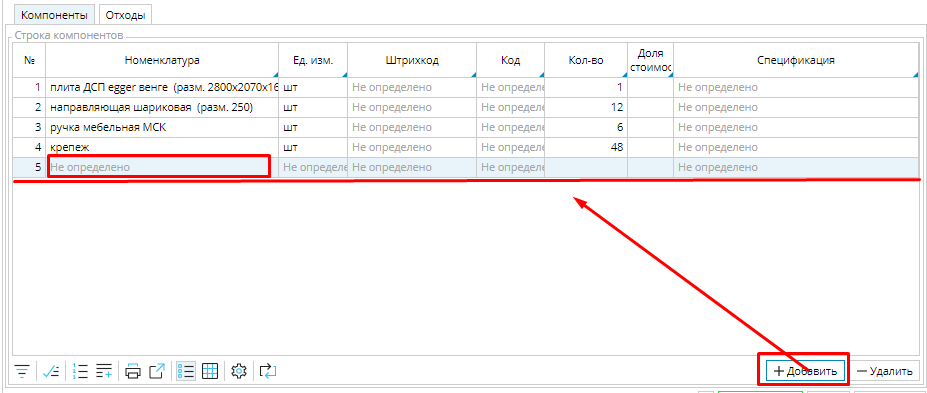 Компоненты Отходы
Строка компонентов
№ Номенклатура Ед. изм. Штрихкод Код Кол-во Доля стоимос Спецификация
1 плита ДСП egger венге (разм. 2800х2070х16 шт Не определено Не определе 1 Не определено
2 направляющая шариковая (разм. 250) шт Не определено Не определе 12 Не определено
3 ручка мебельная МСК шт Не определено Не определе 6 Не определено
4 крепеж шт Не определено Не определе 48 Не определено
5 Не определено Не определе Не определено Не определе Не определено
+ Добавить — Удалить